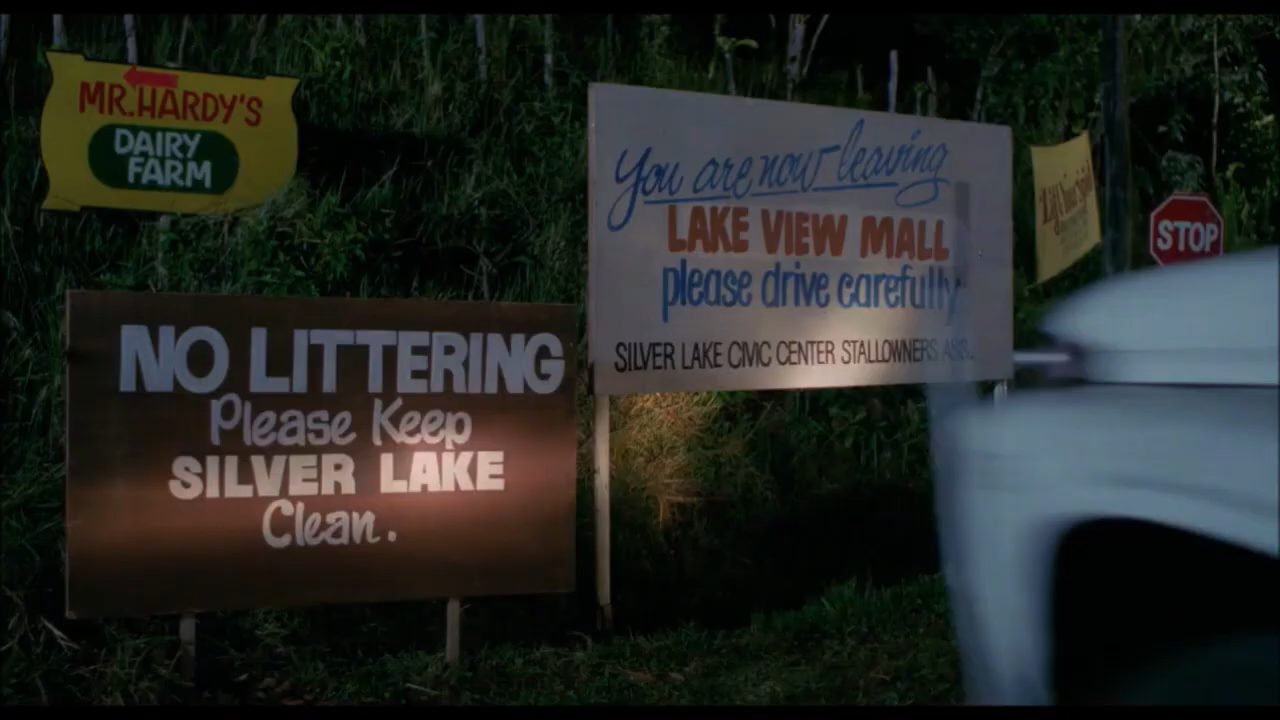 MR. HARDY'S
DAIRY
FARM
You are now leaving
LAKE VIEW MALL
please drive carefully
SILVER LAKE CIVIC CENTER STALLOWNERS
STOP
NO LITTERING
Please Keep
SILVER LAKE
Clean.